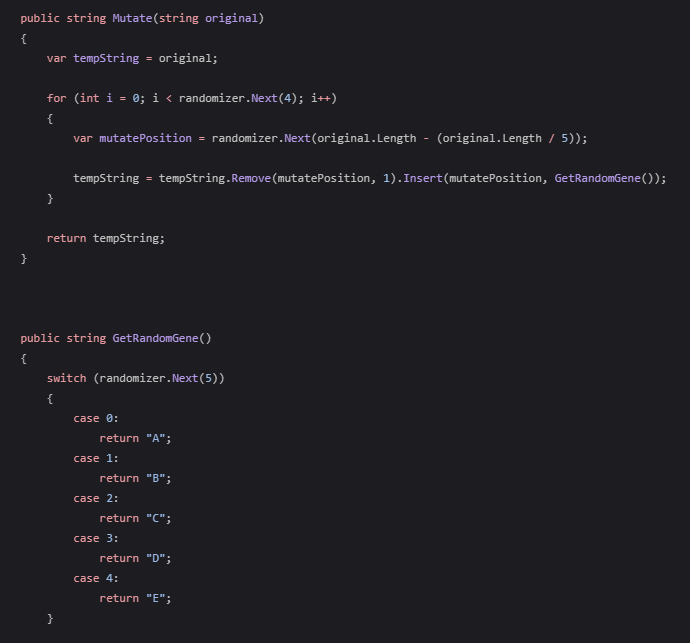 public string Mutate(string original)
{
    var tempString = original;
    for (int i = 0; i < randomizer.Next(4); i++)
    {
        var mutatePosition = randomizer.Next(original.Length - (original.Length / 5));
        tempString = tempString.Remove(mutatePosition, 1).Insert(mutatePosition, GetRandomGene());
    }
    return tempString;
}
public string GetRandomGene()
{
    switch (randomizer.Next(5))
    {
        case 0:
            return "A";
        case 1:
            return "B";
        case 2:
            return "C";
        case 3:
            return "D";
        case 4:
            return "E";
    }